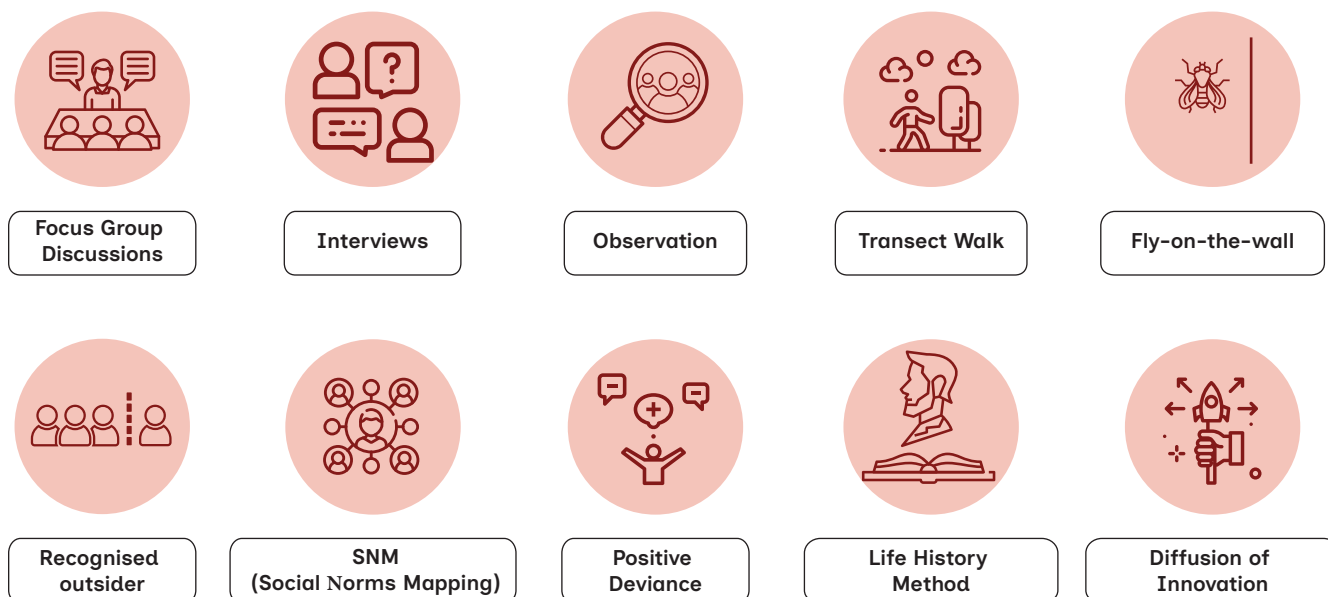 Focus Group
Discussions
Interviews
Observation
Transect Walk
Fly-on-the-wall
?
Recognised
outsider
SNM
(Social Norms Mapping)
Positive
Deviance
Life History
Method
Diffusion of
Innovation